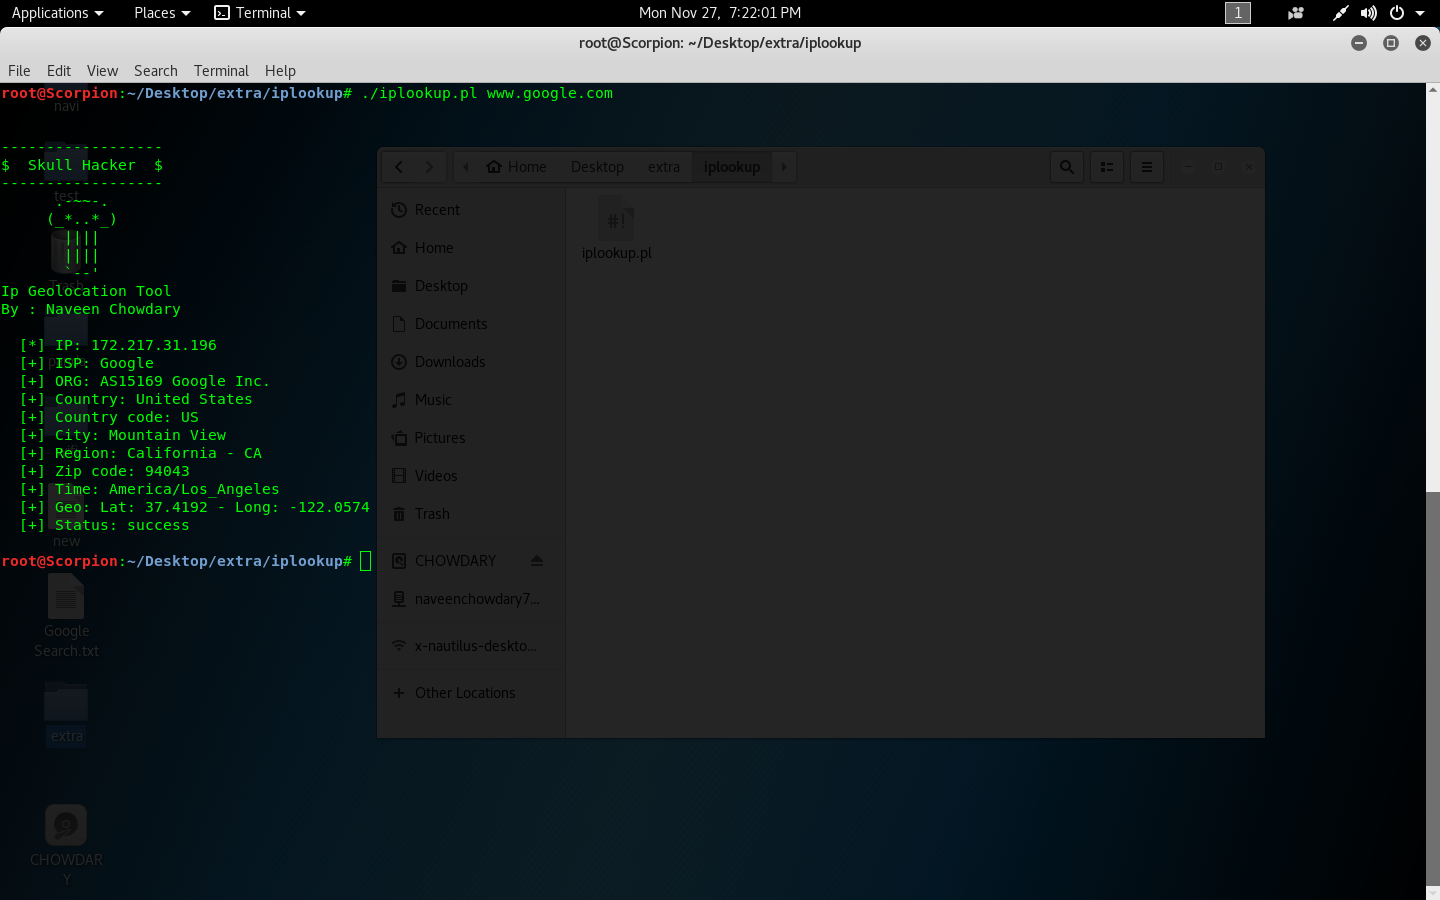 Applications Places Terminal Mon Nov 27, 7:22:01 PM 1
root@Scorpion: ~/Desktop/extra/iplookup
File Edit View Search Terminal Help
root@Scorpion:~/Desktop/extra/iplookup# ./iplookup.pl www.google.com
------------------
$  Skull Hacker  $
------------------
.-~~-.
(_*..*_)
||||
||||
`--'
Ip Geolocation Tool
By : Naveen Chowdary
[*] IP: 172.217.31.196
[+] ISP: Google
[+] ORG: AS15169 Google Inc.
[+] Country: United States
[+] Country code: US
[+] City: Mountain View
[+] Region: California - CA
[+] Zip code: 94043
[+] Time: America/Los_Angeles
[+] Geo: Lat: 37.4192 - Long: -122.0574
[+] Status: success
root@Scorpion:~/Desktop/extra/iplookup#
navi
test
Trash
new
Google
Search.txt
extra
CHOWDAR
Y
Home Desktop extra iplookup
Recent
Home
Desktop
Documents
Downloads
Music
Pictures
Videos
Trash
CHOWDARY
naveenchowdary7...
x-nautilus-deskto...
Other Locations
#!
iplookup.pl